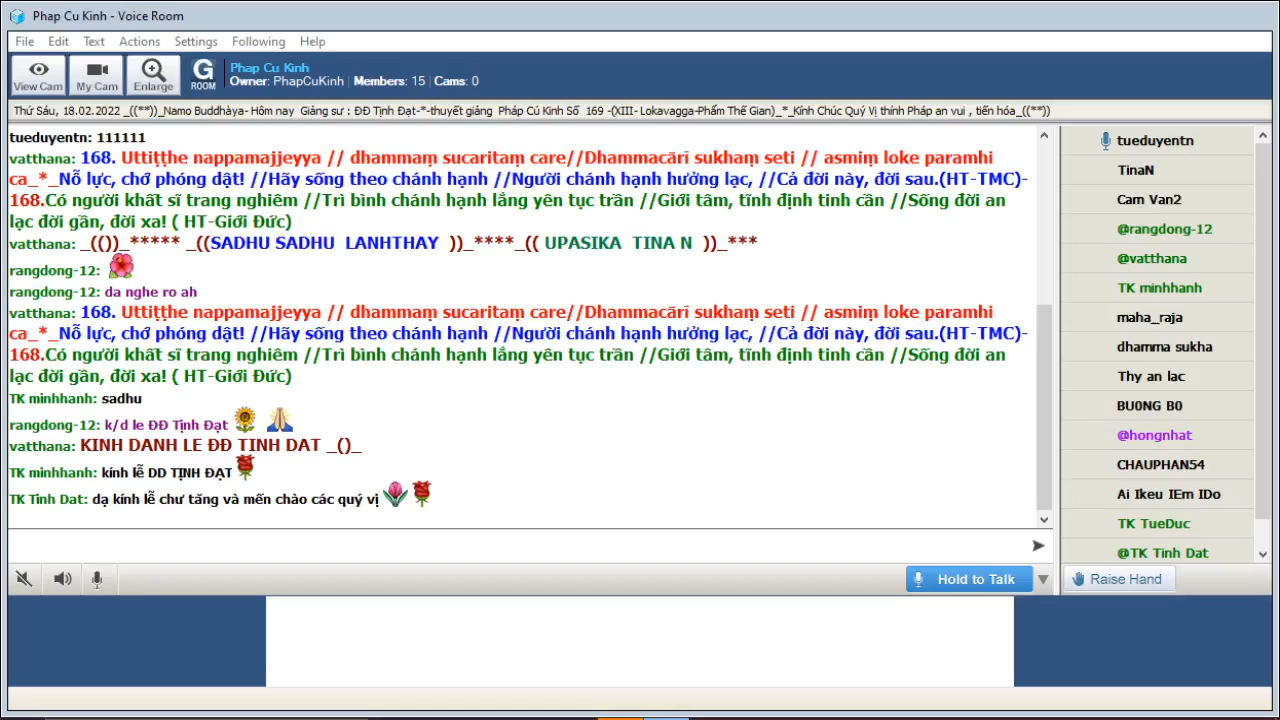 Phap Cu Kinh - Voice Room
File Edit Text Actions Settings Following Help
View Cam My Cam Enlarge G ROOM
Phap Cu Kinh
Owner: PhapCuKinh Members: 15 Cams: 0
Thứ Sáu, 18.02.2022 _((**))_Namo Buddhàya- Hôm nay Giảng sư : ĐĐ Tịnh Đạt-*-thuyết giảng Pháp Cú Kinh Số 169 -(XIII- Lokavagga-Phẩm Thế Gian)_*_Kính Chúc Quý Vị thính Pháp an vui , tiến hóa_((**))
tueduyentn: 111111
vatthana: 168. Uttiṭṭhe nappamajjeyya // dhammaṃ sucaritaṃ care//Dhammacārī sukhaṃ seti // asmiṃ loke paramhi
ca_*_Nỗ lực, chớ phóng dật! //Hãy sống theo chánh hạnh //Người chánh hạnh hưởng lạc, //Cả đời này, đời sau.(HT-TMC)-
168.Có người khất sĩ trang nghiêm //Trì bình chánh hạnh lắng yên tục trần //Giới tâm, tĩnh định tinh cần //Sống đời an
lạc đời gần, đời xa! ( HT-Giới Đức)
vatthana: _(())_***** _((SADHU SADHU LANHTHAY ))_****_(( UPASIKA TINA N ))_***
rangdong-12:
rangdong-12: da nghe ro ah
vatthana: 168. Uttiṭṭhe nappamajjeyya // dhammaṃ sucaritaṃ care//Dhammacārī sukhaṃ seti // asmiṃ loke paramhi
ca_*_Nỗ lực, chớ phóng dật! //Hãy sống theo chánh hạnh //Người chánh hạnh hưởng lạc, //Cả đời này, đời sau.(HT-TMC)-
168.Có người khất sĩ trang nghiêm //Trì bình chánh hạnh lắng yên tục trần //Giới tâm, tĩnh định tinh cần //Sống đời an
lạc đời gần, đời xa! ( HT-Giới Đức)
TK minhhanh: sadhu
rangdong-12: k/d le ĐĐ Tịnh Đạt
vatthana: KINH DANH LE ĐĐ TINH DAT _()_
TK minhhanh: kính lễ DD TỊNH ĐẠT
TK Tinh Dat: dạ kính lễ chư tăng và mến chào các quý vị
Hold to Talk
tueduyentn
TinaN
Cam Van2
@rangdong-12
@vatthana
TK minhhanh
maha_raja
dhamma sukha
Thy an lac
BU0NG B0
@hongnhat
CHAUPHAN54
Ai Ikeu IEm IDo
TK TueDuc
@TK Tinh Dat
Raise Hand